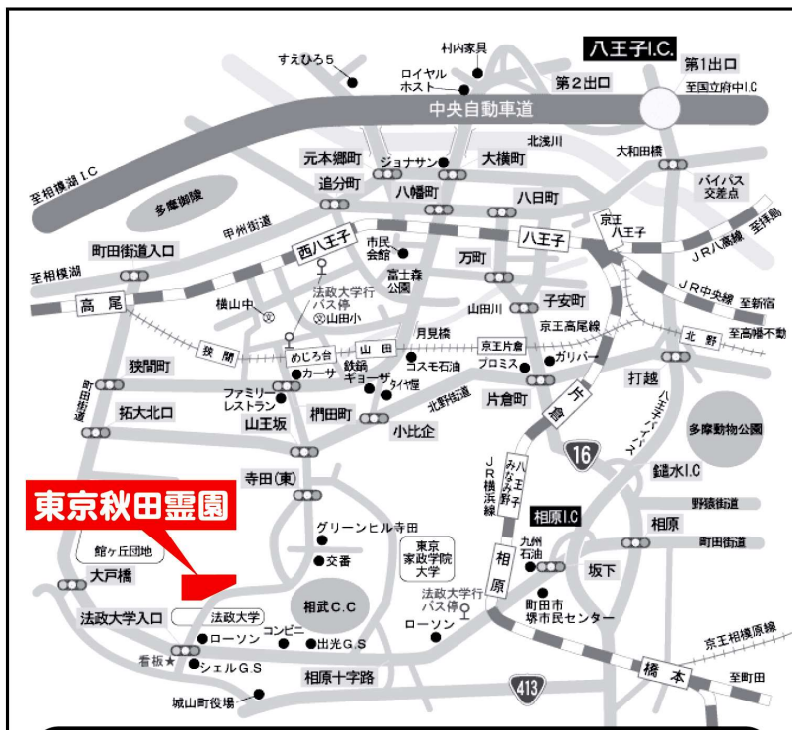 村内家具
八王子I.C.
すえひろ5
ロイヤル
ホスト
第2出口
第1出口
至国立府中I.C
中央自動車道
北浅川
元本郷町
ジョナサン
大横町
大和田橋
至相模湖I.C
追分町
八幡町
八日町
バイパス
交差点
多摩御陵
甲州街道
京王
八王子
JR八高線
至拝島
町田街道入口
西八王子
市民
会館
八王子
至相模湖
富士森
公園
万町
法政大学行
バス停
JR中央線
至新宿
高尾
横山中
文
文山田小
山田川
子安町
月見橋
京王高尾線
北野
至高幡不動
狭間
めじろ台
山田
京王片倉
狭間町
カーサ
鉄鍋
ギョーザ
コスモ石油
プロミス
ガリバー
打越
町田街道
ファミリー
レストラン
タイヤ屋
北野街道
片倉町
片倉
八王子バイパス
拓大北口
山王坂
椚田町
小比企
多摩動物公園
16
寺田(東)
八王子
みなみ野
JR横浜線
鑓水I.C
東京秋田霊園
野猿街道
相原I.C
グリーンヒル寺田
東京
家政学院
大学
九州
石油
相原
町田街道
館ヶ丘団地
交番
相原
坂下
大戸橋
相武C.C
法政大学行
バス停
町田市
堺市民センター
法政大学入口
法政大学
ローソン
コンビニ
出光G.S
ローソン
京王相模原線
看板★
シェルG.S
相原十字路
橋本
至町田
城山町役場
413